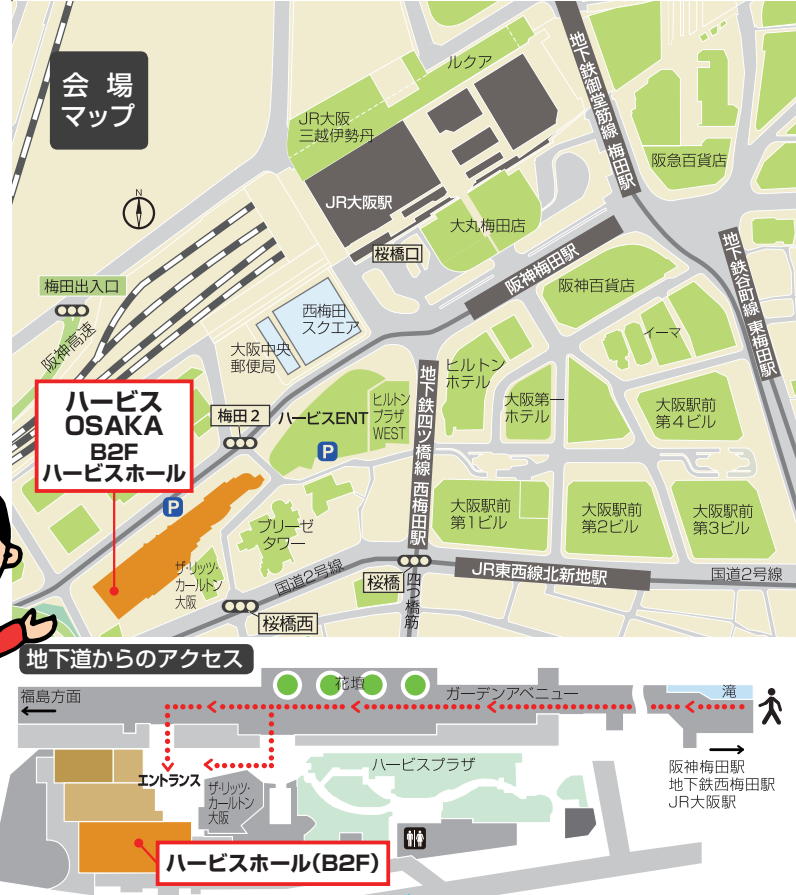 会場
マップ
ルクア
JR大阪
三越伊勢丹
地下鉄御堂筋線 梅田駅
阪急百貨店
N
JR大阪駅
大丸梅田店
桜橋口
地下鉄谷町線 東梅田駅
阪神梅田駅
阪神百貨店
梅田出入口
阪神高速
西梅田
スクエア
大阪中央
郵便局
イーマ
ヒルトン
ホテル
大阪第一
ホテル
大阪駅前
第4ビル
ハービス
OSAKA
B2F
ハービスホール
梅田2
ハービスENT
ヒルトン
プラザ
WEST
P
地下鉄四ツ橋線 西梅田駅
P
ブリーゼ
タワー
大阪駅前
第1ビル
大阪駅前
第2ビル
大阪駅前
第3ビル
ザ・リッツ・
カールトン
大阪
国道2号線
桜橋
四つ橋筋
JR東西線北新地駅
国道2号線
桜橋西
地下道からのアクセス
福島方面
花壇
ガーデンアベニュー
滝
エントランス
ザ・リッツ・
カールトン
大阪
ハービスプラザ
阪神梅田駅
地下鉄西梅田駅
JR大阪駅
ハービスホール(B2F)